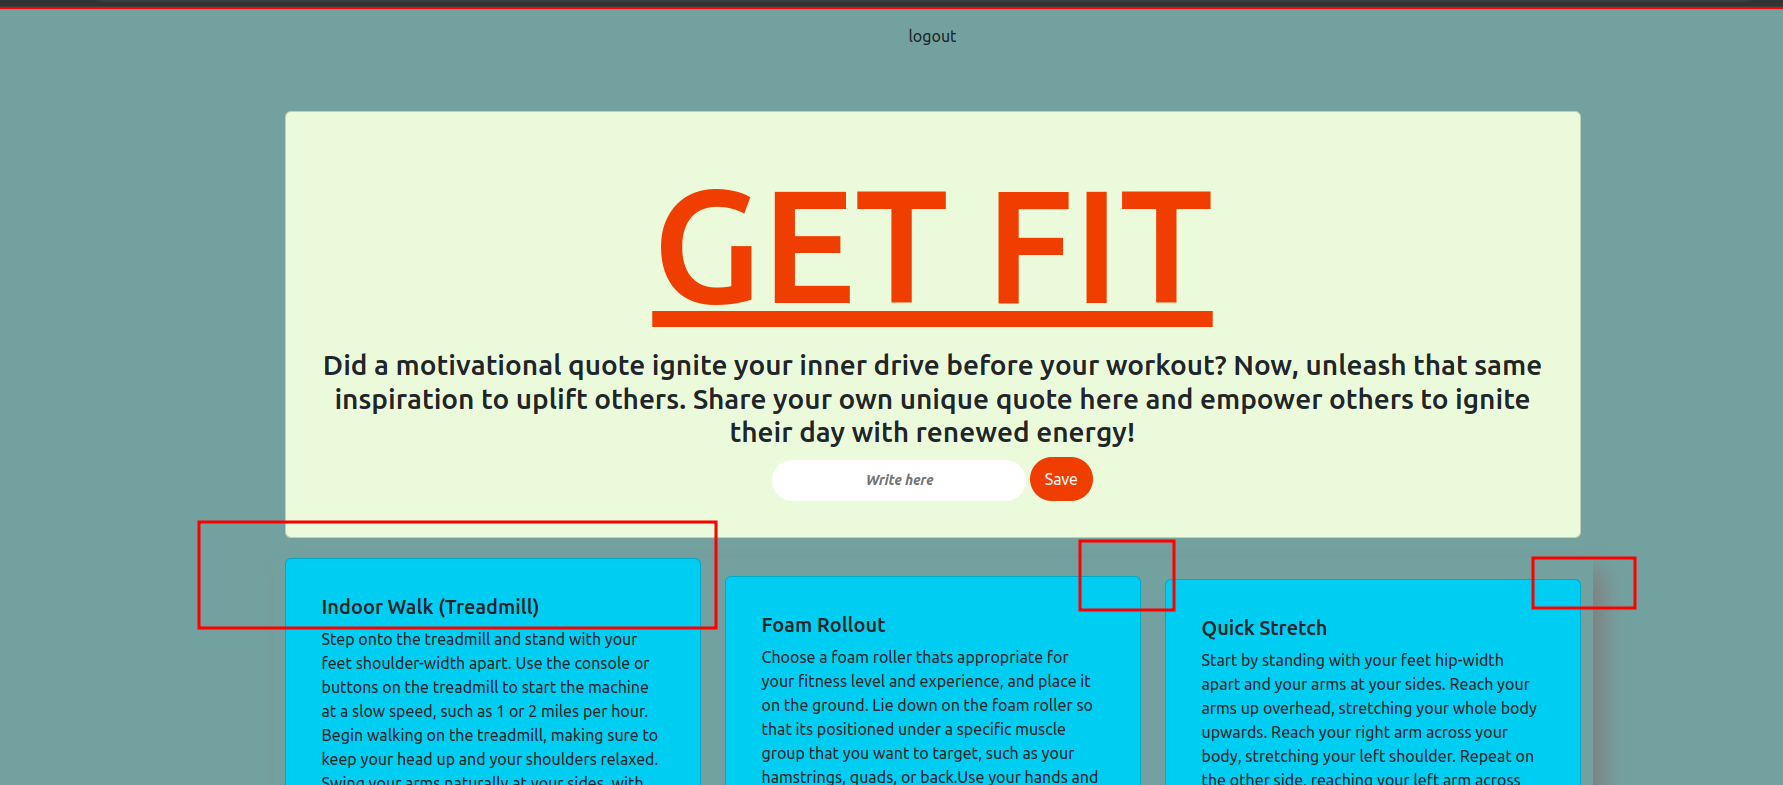 logout
GET FIT
Did a motivational quote ignite your inner drive before your workout? Now, unleash that same
inspiration to uplift others. Share your own unique quote here and empower others to ignite
their day with renewed energy!
Write here
Save
Indoor Walk (Treadmill)
Step onto the treadmill and stand with your
feet shoulder-width apart. Use the console or
buttons on the treadmill to start the machine
at a slow speed, such as 1 or 2 miles per hour.
Begin walking on the treadmill, making sure to
keep your head up and your shoulders relaxed.
Swing your arms naturally at your sides, with
Foam Rollout
Choose a foam roller thats appropriate for
your fitness level and experience, and place it
on the ground. Lie down on the foam roller so
that its positioned under a specific muscle
group that you want to target, such as your
hamstrings, quads, or back.Use your hands and
Quick Stretch
Start by standing with your feet hip-width
apart and your arms at your sides. Reach your
arms up overhead, stretching your whole body
upwards. Reach your right arm across your
body, stretching your left shoulder. Repeat on
the other side, reaching your left arm across